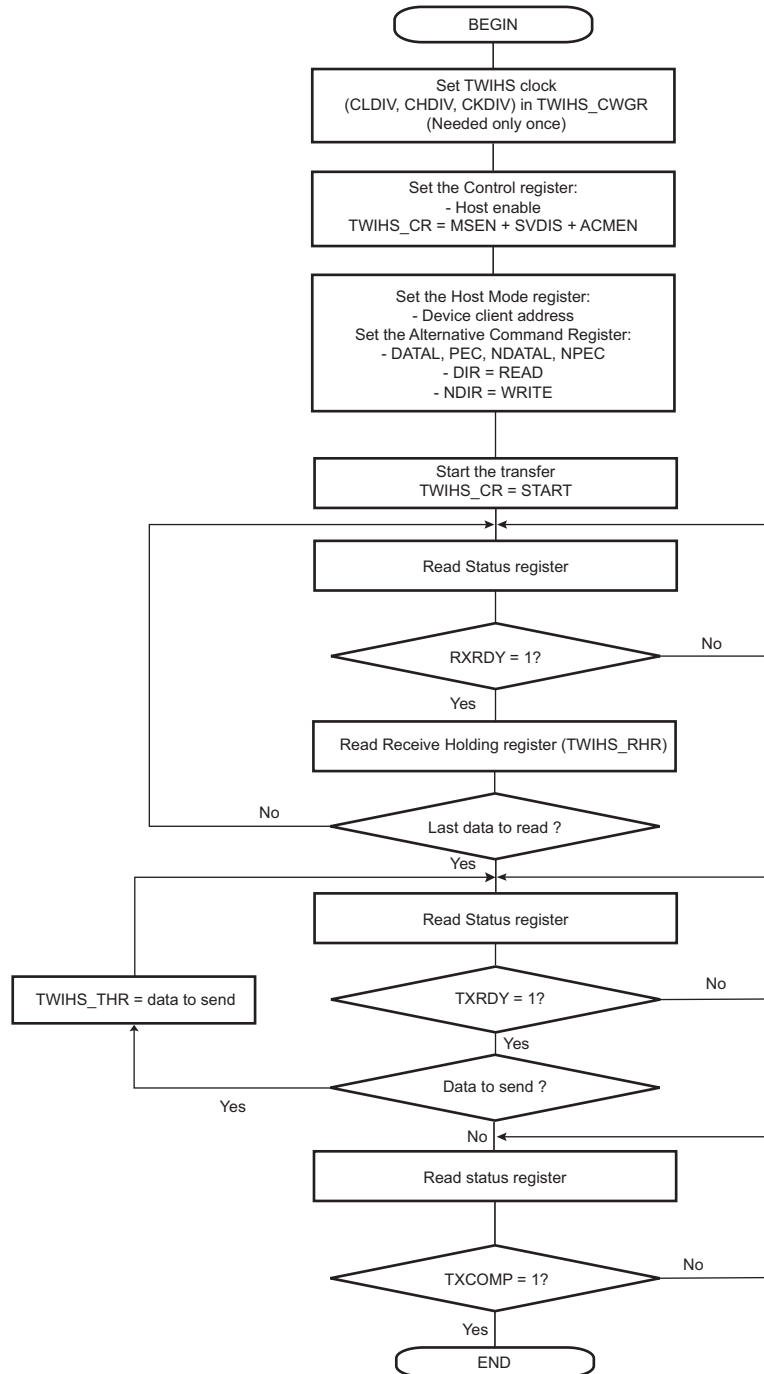 BEGIN
Set TWIHS clock
(CLDIV, CHDIV, CKDIV) in TWIHS_CWGR
(Needed only once)
Set the Control register:
- Host enable
TWIHS_CR = MSEN + SVDIS + ACMEN
Set the Host Mode register:
- Device client address
Set the Alternative Command Register:
- DATAL, PEC, NDATAL, NPEC
- DIR = READ
- NDIR = WRITE
Start the transfer
TWIHS_CR = START
Read Status register
RXRDY = 1?
No
Yes
Read Receive Holding register (TWIHS_RHR)
No
Last data to read ?
Yes
Read Status register
TWIHS_THR = data to send
TXRDY = 1?
No
Yes
Data to send ?
Yes
No
Read status register
TXCOMP = 1?
No
Yes
END